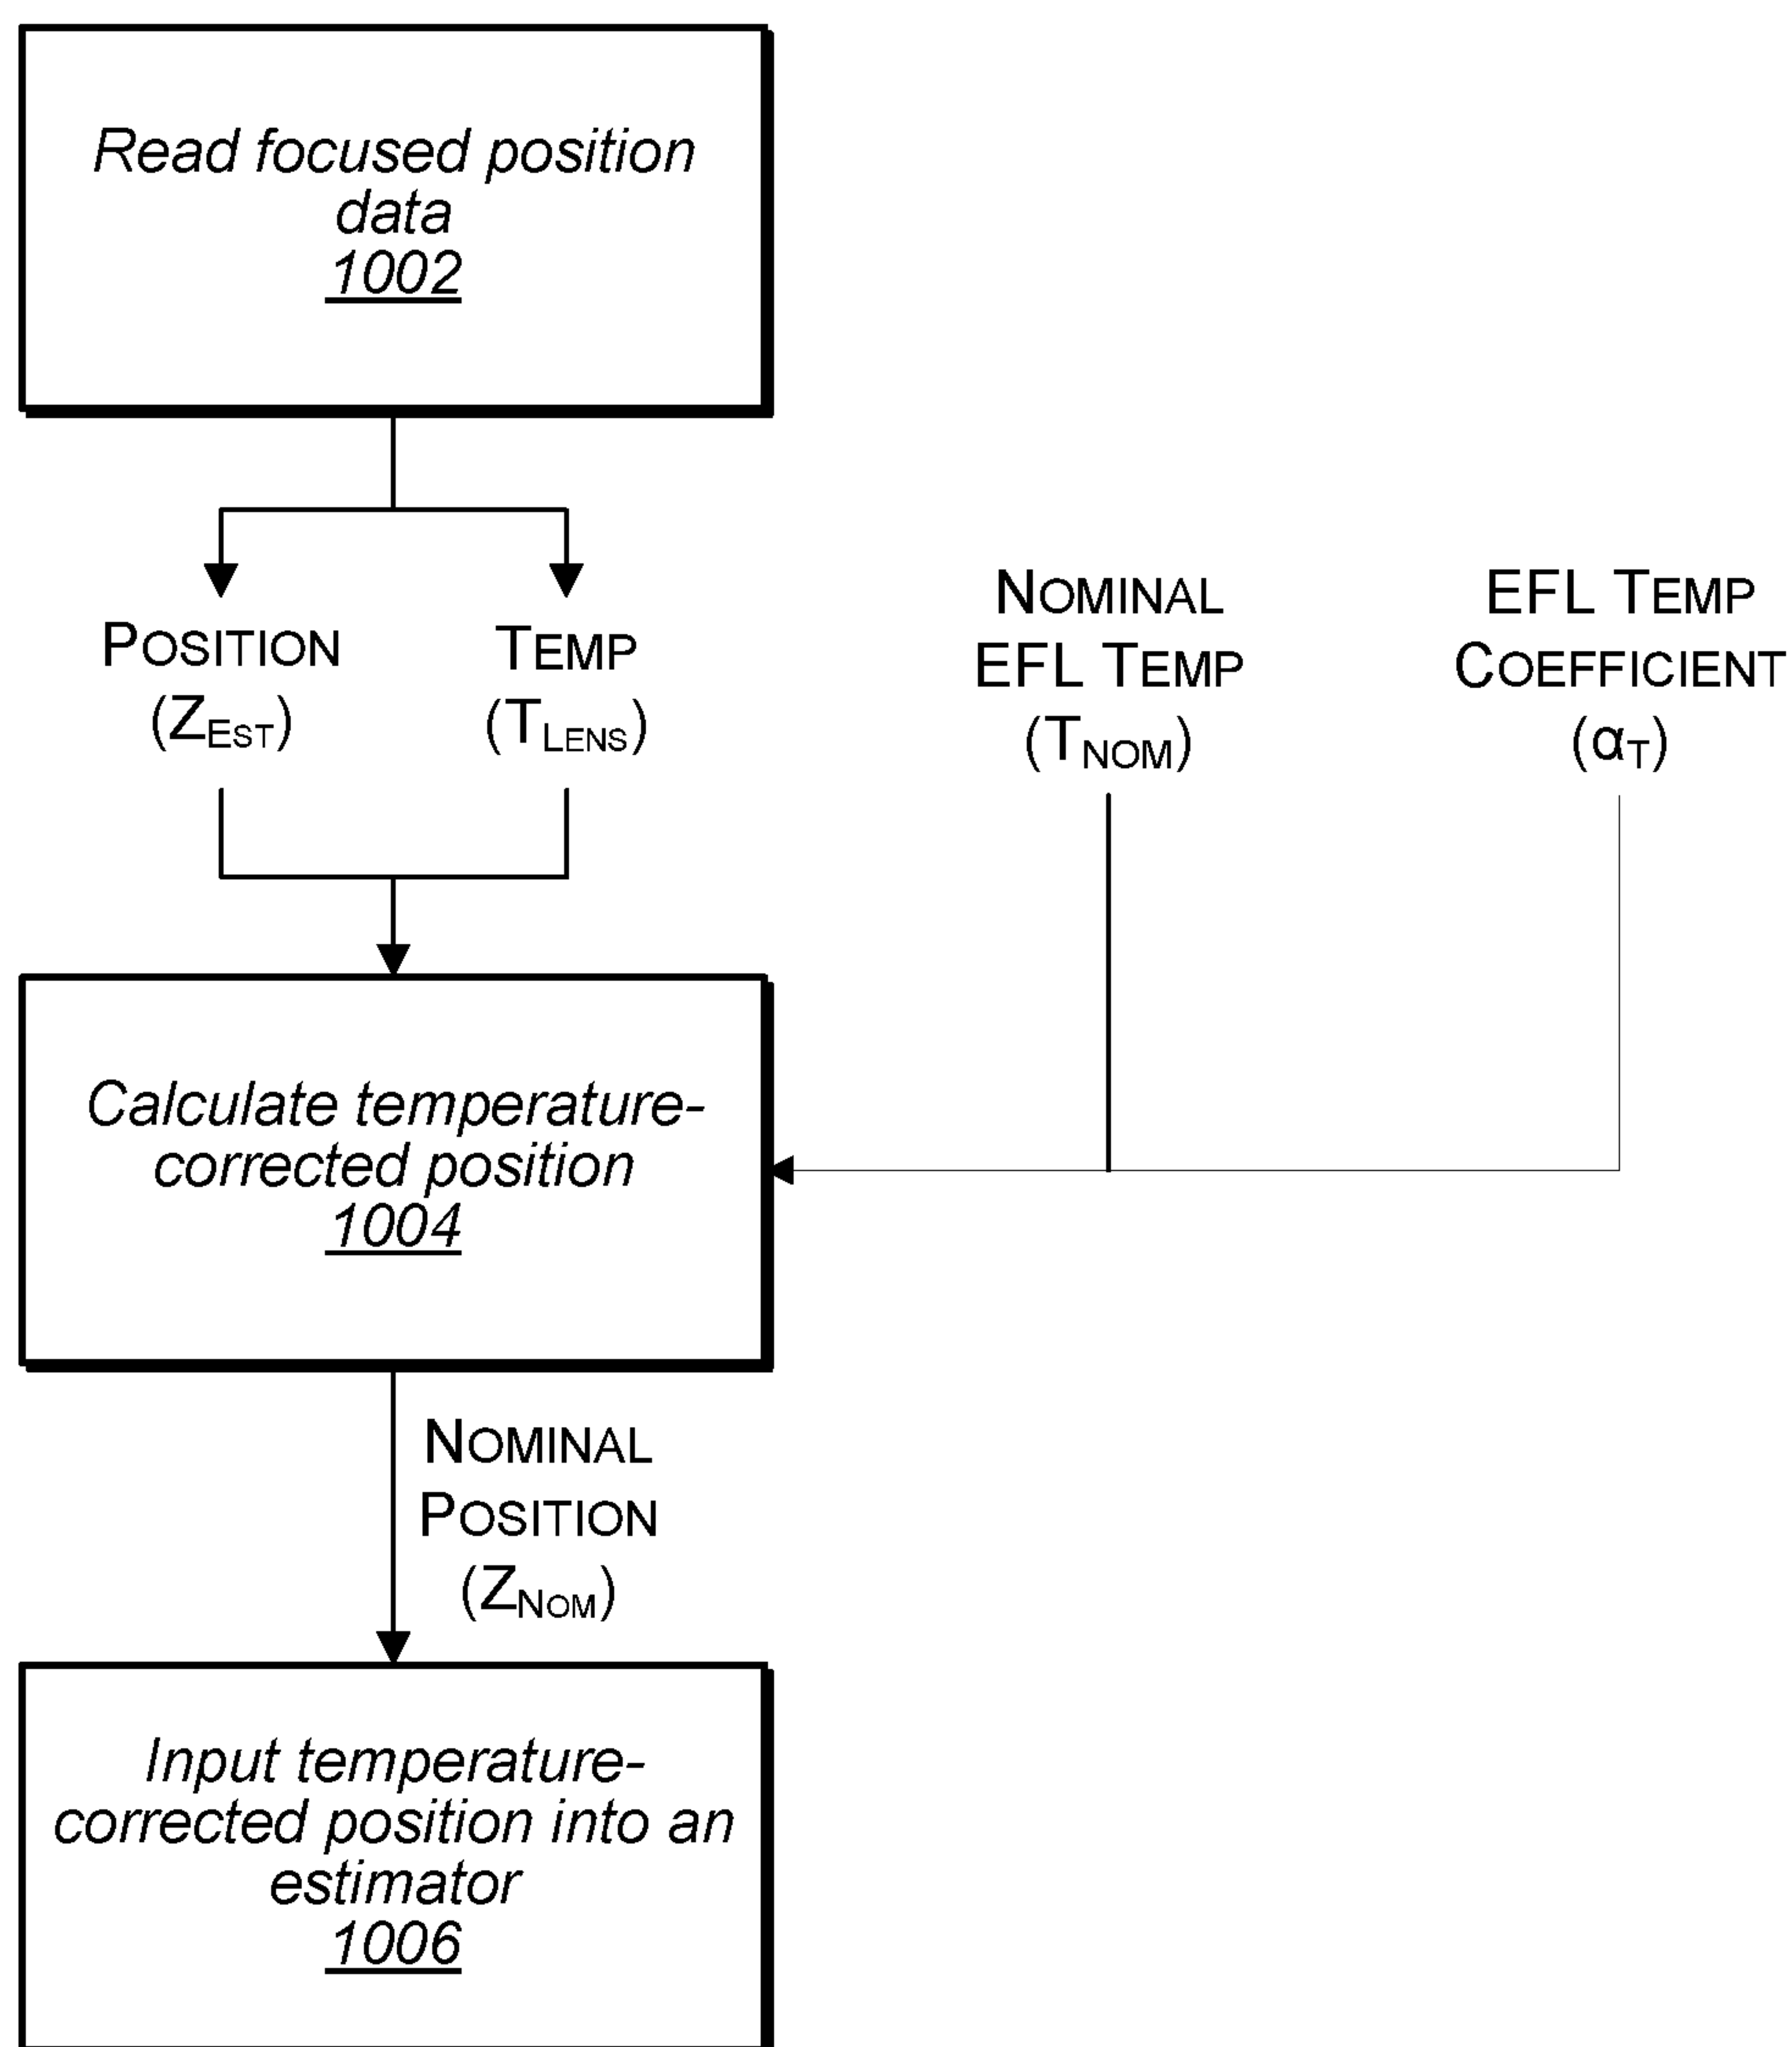 Read focused position
data
1002
POSITION
(ZEST)
TEMP
(TLENS)
NOMINAL
EFL TEMP
(TNOM)
EFL TEMP
COEFFICIENT
(αT)
Calculate temperature-
corrected position
1004
NOMINAL
POSITION
(ZNOM)
Input temperature-
corrected position into an
estimator
1006